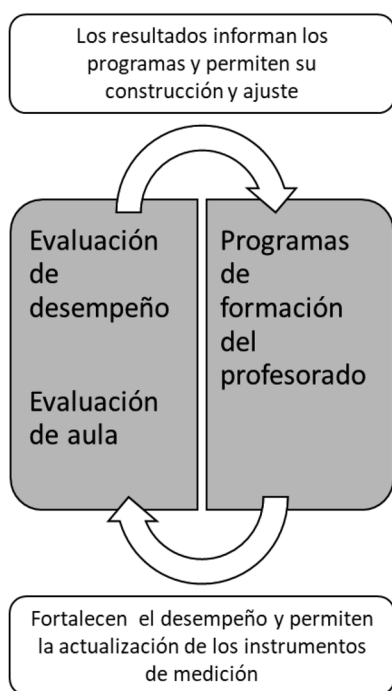 Los resultados informan los
programas y permiten su
construcción y ajuste
Evaluación
de
desempeño
Evaluación
de aula
Programas
de
formación
del
profesorado
Fortalecen el desempeño y permiten
la actualización de los instrumentos
de medición